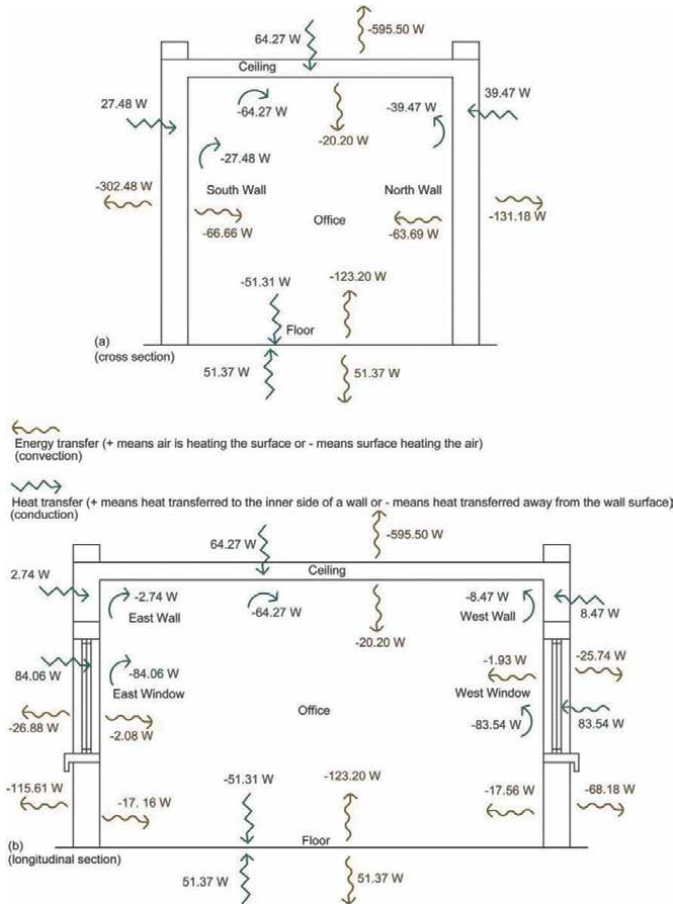 -595.50 W
64.27 W
Ceiling
27.48 W
-64.27 W
-39.47 W
39.47 W
-20.20 W
-27.48 W
-302.48 W
South Wall
North Wall
-66.66 W
Office
-63.69 W
-131.18 W
-51.31 W
-123.20 W
(a)
Floor
(cross section)
51.37 W
51.37 W
Energy transfer (+ means air is heating the surface or - means surface heating the air)
(convection)
Heat transfer (+ means heat transferred to the inner side of a wall or - means heat transferred away from the wall surface)
(conduction)
-595.50 W
64.27 W
Ceiling
2.74 W
-2.74 W
East Wall
-64.27 W
-8.47 W
West Wall
8.47 W
-20.20 W
84.06 W
-84.06 W
East Window
-1.93 W
-25.74 W
West Window
Office
-26.88 W
-2.08 W
-83.54 W
83.54 W
-115.61 W
-17. 16 W
-51.31 W
-123.20 W
-17.56 W
-68.18 W
(b)
Floor
(longitudinal section)
51.37 W
51.37 W